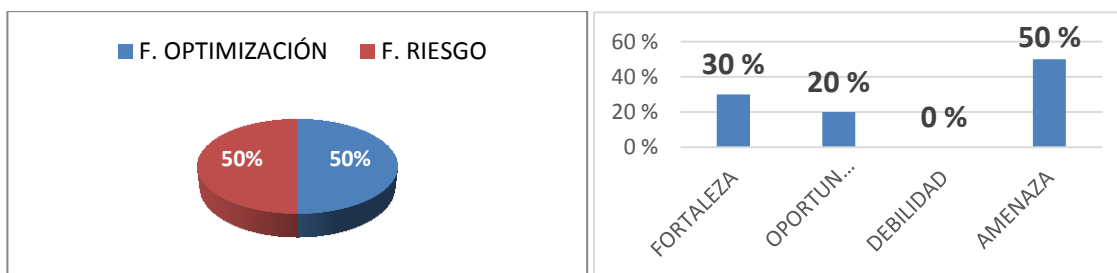 F. OPTIMIZACIÓN F. RIESGO
50% 50%
60 %
40 %
20 %
0 %
30 %
20 %
0 %
50 %
FORTALEZA
OPORTUN...
DEBILIDAD
AMENAZA